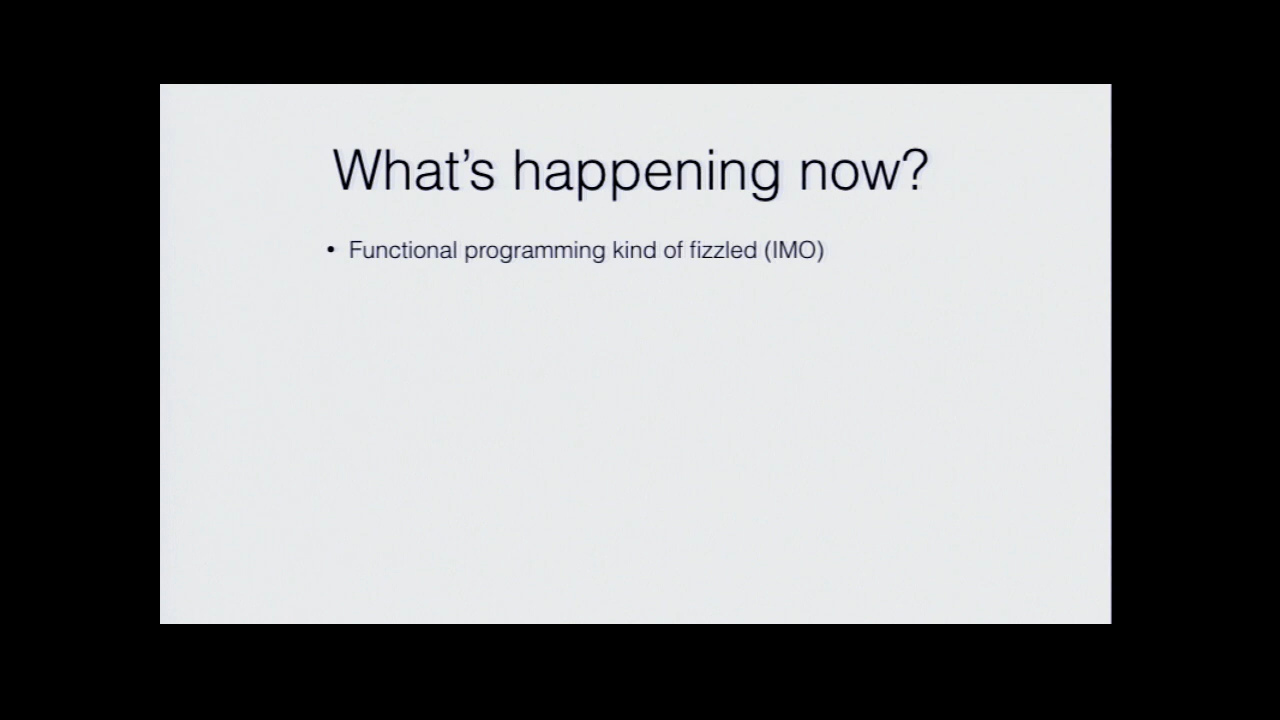 What’s happening now?
• Functional programming kind of fizzled (IMO)